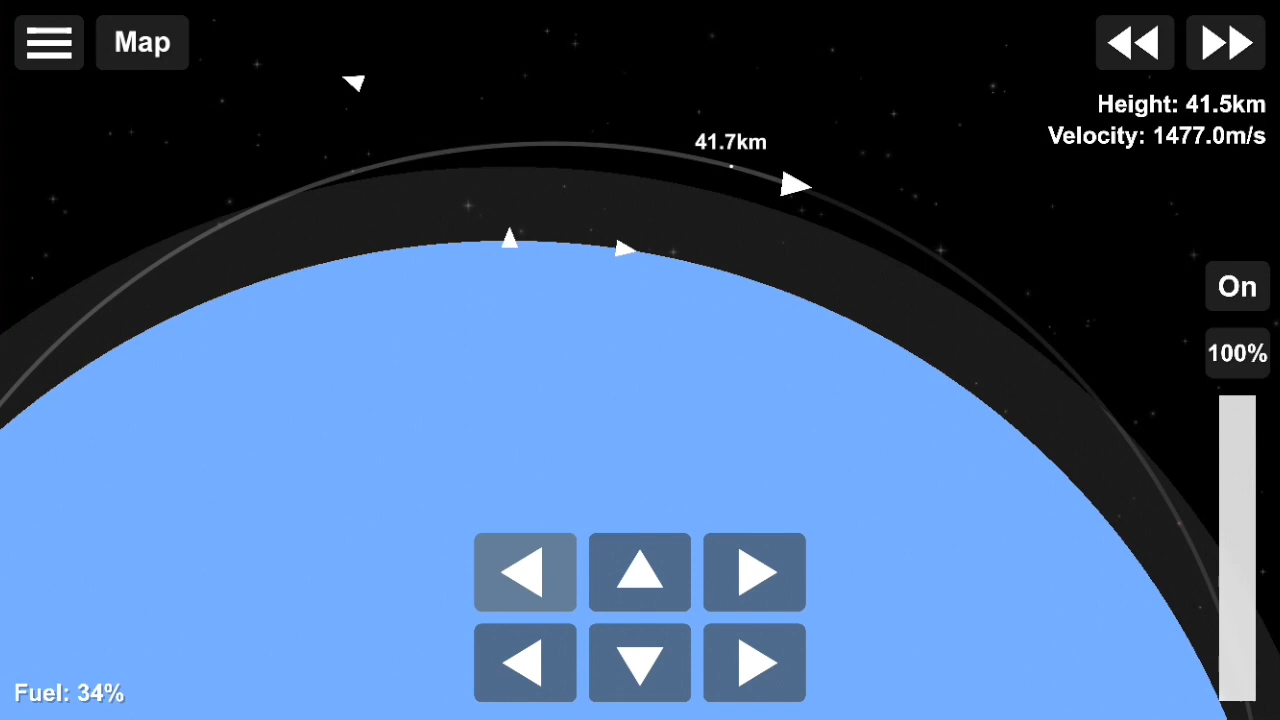 Map
Height: 41.5km
Velocity: 1477.0m/s
41.7km
On
100%
Fuel: 34%